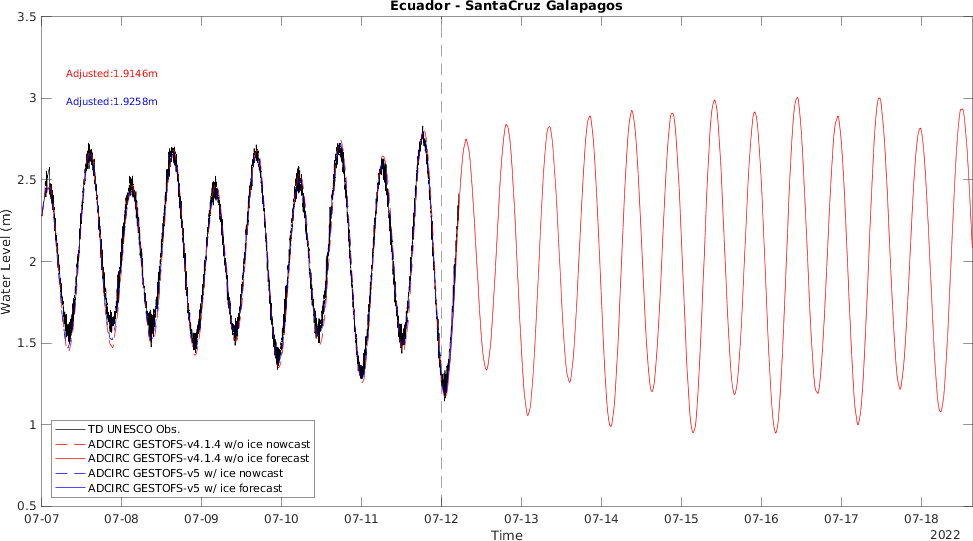 Ecuador - SantaCruz Galapagos
3.5
3
2.5
2
1.5
1
0.5
Water Level (m)
Adjusted:1.9146m
Adjusted:1.9258m
TD UNESCO Obs.
ADCIRC GESTOFS-v4.1.4 w/o ice nowcast
ADCIRC GESTOFS-v4.1.4 w/o ice forecast
ADCIRC GESTOFS-v5 w/ ice nowcast
ADCIRC GESTOFS-v5 w/ ice forecast
07-07 07-08 07-09 07-10 07-11 07-12 07-13 07-14 07-15 07-16 07-17 07-18
2022
Time